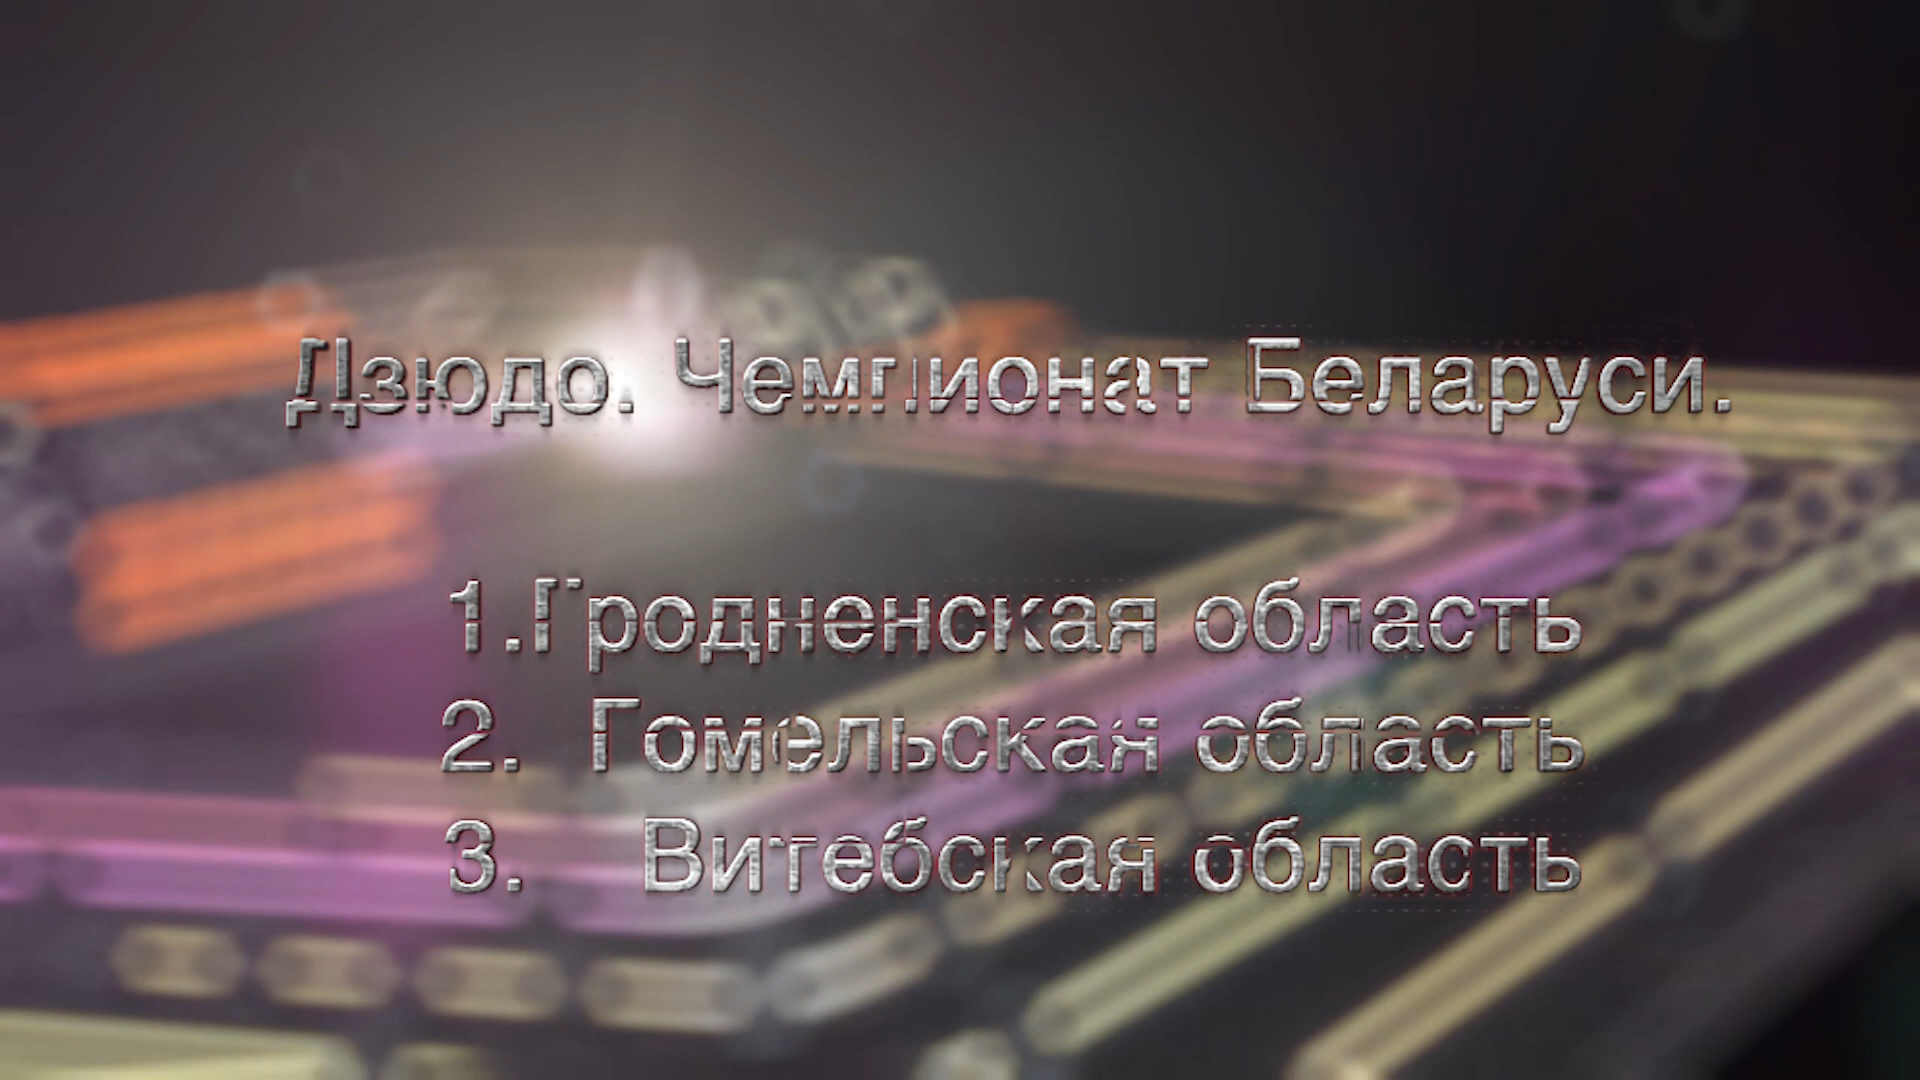 Дзюдо. Чемпионат Беларуси.
1.Гродненская область
2. Гомельская область
3. Витебская область